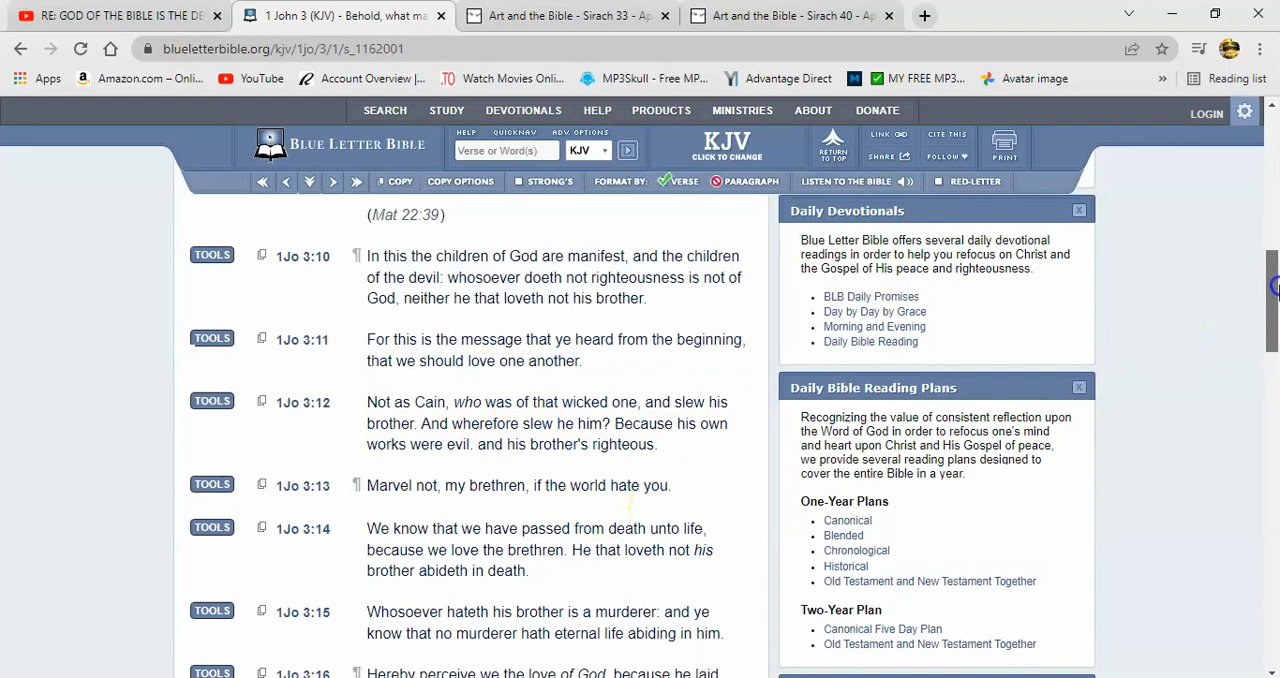 RE: GOD OF THE BIBLE IS THE DE
1 John 3 (KJV) - Behold, what ma
Art and the Bible - Sirach 33 - Ap
Art and the Bible - Sirach 40 - Ap
blueletterbible.org/kjv/1jo/3/1/s_1162001
Apps
Amazon.com – Onli...
YouTube
Account Overview |...
Watch Movies Onli...
MP3Skull - Free MP...
Advantage Direct
MY FREE MP3...
Avatar image
»
Reading list
SEARCH STUDY DEVOTIONALS HELP PRODUCTS MINISTRIES ABOUT DONATE
LOGIN
BLUE LETTER BIBLE
HELP QUICKNAV ADV. OPTIONS
Verse or Word(s)
KJV
KJV
CLICK TO CHANGE
RETURN
TO TOP
LINK
SHARE
CITE THIS
FOLLOW
PRINT
COPY COPY OPTIONS STRONG'S FORMAT BY: VERSE PARAGRAPH LISTEN TO THE BIBLE RED-LETTER
(Mat 22:39)
TOOLS 1Jo 3:10 ¶ In this the children of God are manifest, and the children
of the devil: whosoever doeth not righteousness is not of
God, neither he that loveth not his brother.
TOOLS 1Jo 3:11 For this is the message that ye heard from the beginning,
that we should love one another.
TOOLS 1Jo 3:12 Not as Cain, who was of that wicked one, and slew his
brother. And wherefore slew he him? Because his own
works were evil. and his brother's righteous.
TOOLS 1Jo 3:13 ¶ Marvel not, my brethren, if the world hate you.
TOOLS 1Jo 3:14 We know that we have passed from death unto life,
because we love the brethren. He that loveth not his
brother abideth in death.
TOOLS 1Jo 3:15 Whosoever hateth his brother is a murderer: and ye
know that no murderer hath eternal life abiding in him.
TOOLS 1Jo 3:16 ¶ Hereby perceive we the love of God, because he laid
Daily Devotionals
Blue Letter Bible offers several daily devotional
readings in order to help you refocus on Christ and
the Gospel of His peace and righteousness.
BLB Daily Promises
Day by Day by Grace
Morning and Evening
Daily Bible Reading
Daily Bible Reading Plans
Recognizing the value of consistent reflection upon
the Word of God in order to refocus one's mind
and heart upon Christ and His Gospel of peace,
we provide several reading plans designed to
cover the entire Bible in a year.
One-Year Plans
Canonical
Blended
Chronological
Historical
Old Testament and New Testament Together
Two-Year Plan
Canonical Five Day Plan
Old Testament and New Testament Together